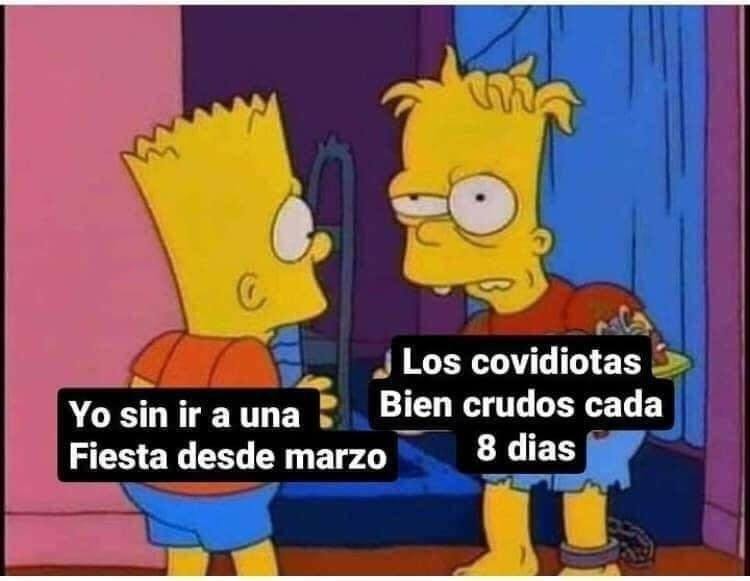 Yo sin ir a una
Fiesta desde marzo
Los covidiotas
Bien crudos cada
8 dias